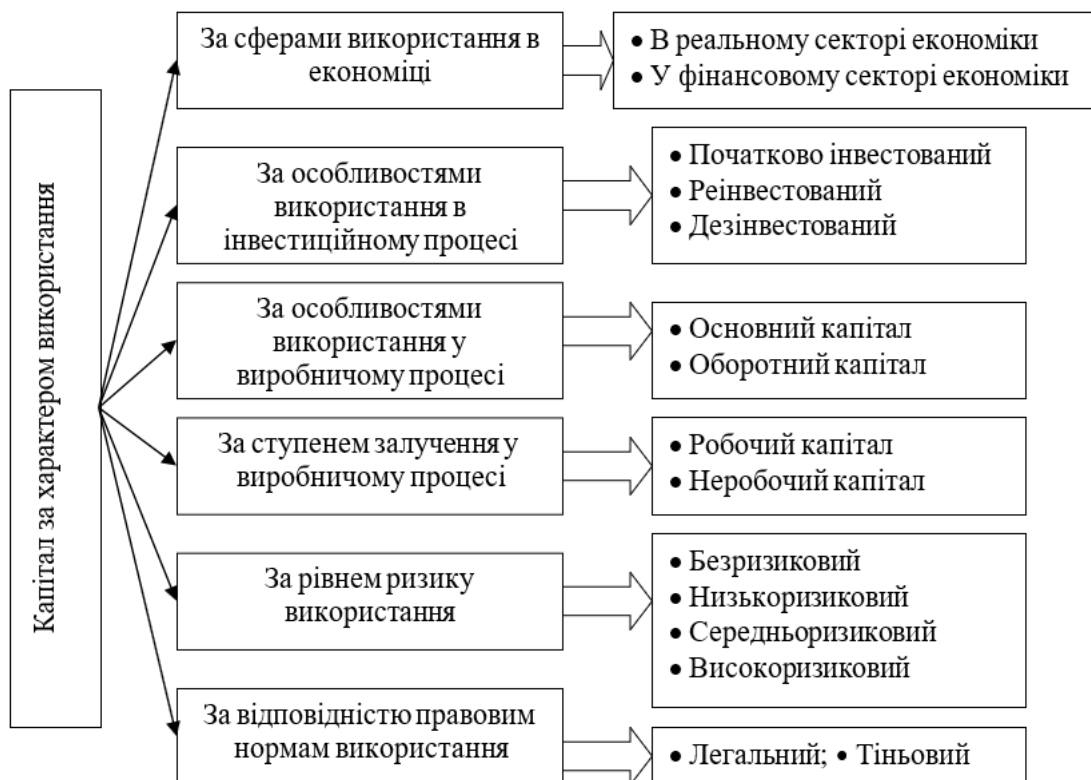 Капітал за характером використання
За сферами використання в
економіці
• В реальному секторі економіки
• У фінансовому секторі економіки
За особливостями
використання в
інвестиційному процесі
• Початково інвестований
• Реінвестований
• Дезінвестований
За особливостями
використання у
виробничому процесі
• Основний капітал
• Оборотний капітал
За ступенем залучення у
виробничому процесі
• Робочий капітал
• Неробочий капітал
За рівнем ризику
використання
• Безризиковий
• Низькоризиковий
• Середньоризиковий
• Високоризиковий
За відповідністю правовим
нормам використання
• Легальний; • Тіньовий